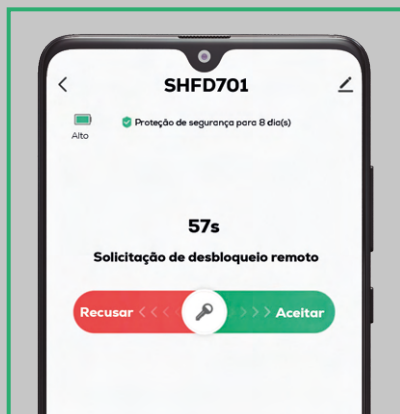 SHFD701
Alto
Proteção de segurança para 8 dia(s)
57s
Solicitação de desbloqueio remoto
Recusar
Aceitar